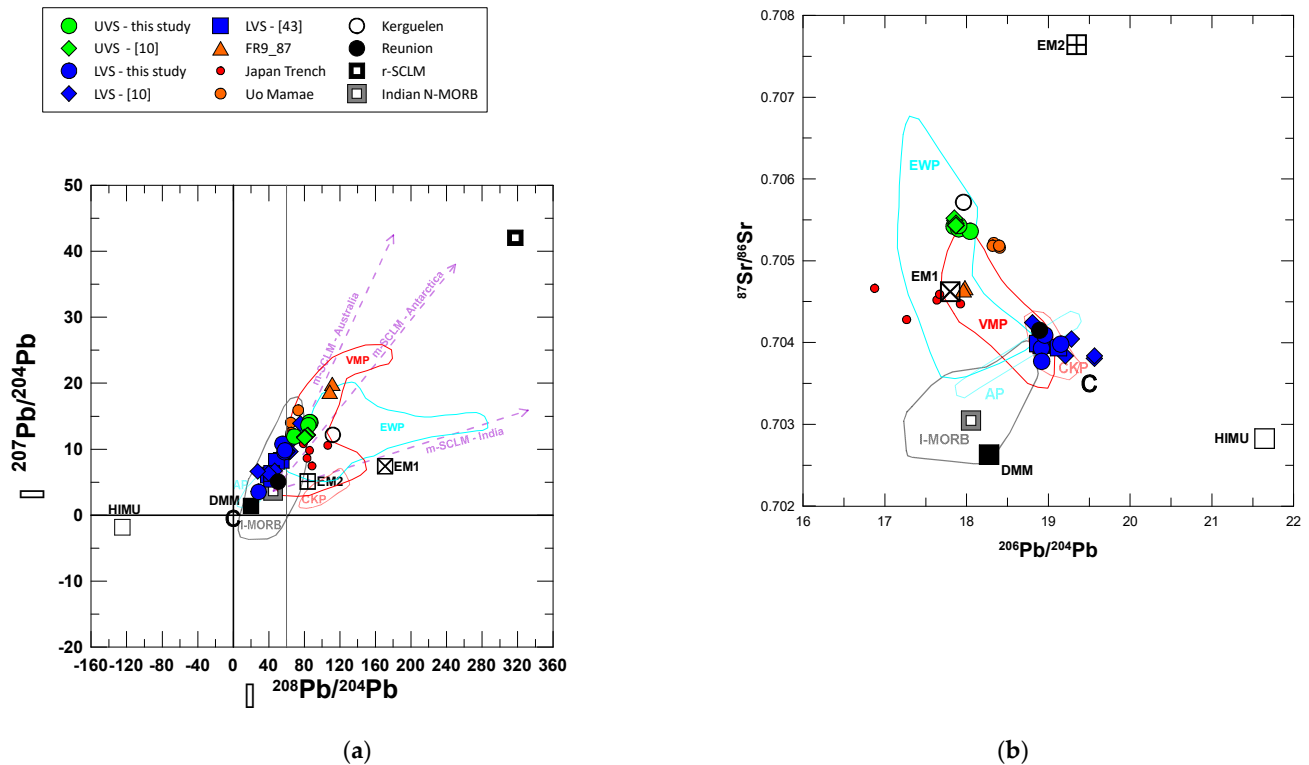 UVS - this study
UVS - [10]
LVS - this study
LVS - [10]
LVS - [43]
FR9_87
Japan Trench
Uo Mamae
Kerguelen
Reunion
r-SCLM
Indian N-MORB
50
40
30
20
10
0
-10
-20
-160 -120 -80 -40 0 40 80 120 160 200 240 280 320 360
▯ ²⁰⁷Pb/²⁰⁴Pb
▯ ²⁰⁸Pb/²⁰⁴Pb
m-SCLM - Australia
m-SCLM - Antarctica
m-SCLM - India
VMP
EWP
EM1
EM2
CKP
AP
DMM
HIMU
C
I-MORB
(a)
0.708
0.707
0.706
0.705
0.704
0.703
0.702
16 17 18 19 20 21 22
⁸⁷Sr/⁸⁶Sr
²⁰⁶Pb/²⁰⁴Pb
EM2
EWP
EM1
VMP
CKP
C
AP
I-MORB
DMM
HIMU
(b)